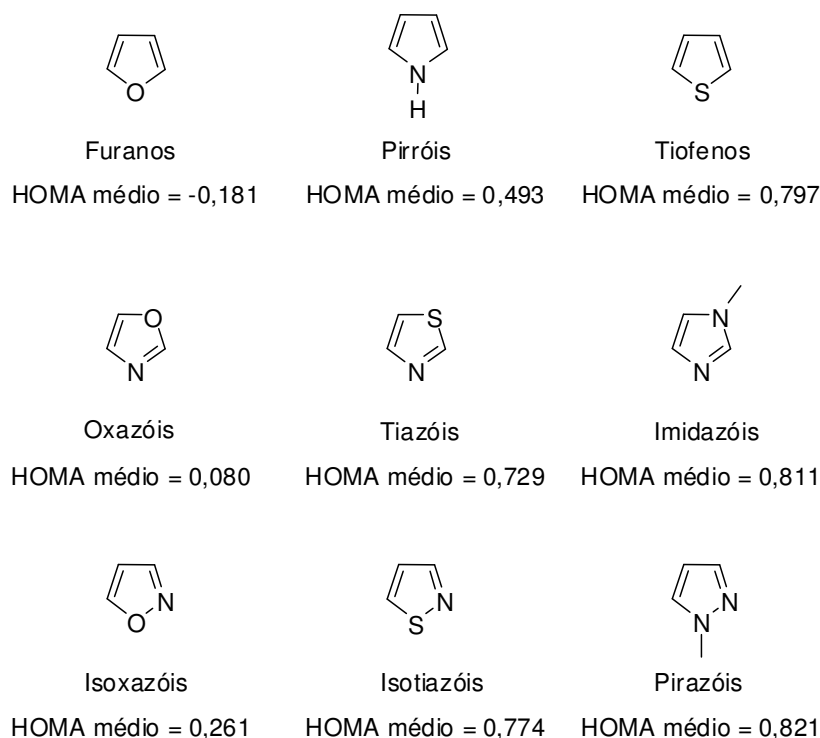 O
N
H
S
Furanos
Pirróis
Tiofenos
HOMA médio = -0,181
HOMA médio = 0,493
HOMA médio = 0,797
O
N
S
N
N
N
Oxazóis
Tiazóis
Imidazóis
HOMA médio = 0,080
HOMA médio = 0,729
HOMA médio = 0,811
N
O
N
S
N
N
Isoxazóis
Isotiazóis
Pirazóis
HOMA médio = 0,261
HOMA médio = 0,774
HOMA médio = 0,821